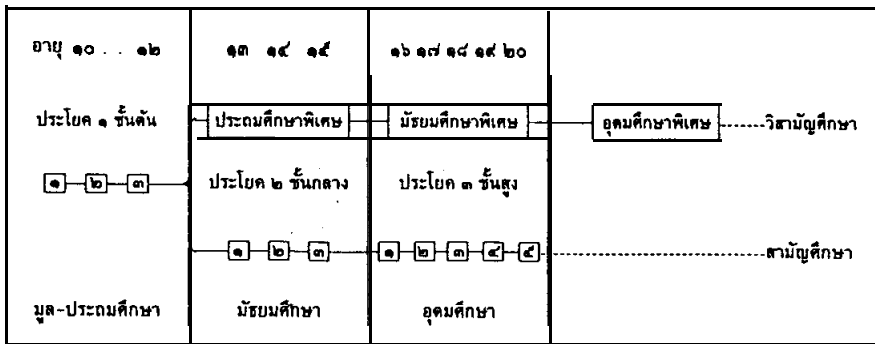 อายุ ๑๐ . . ๑๒ ๑๓ ๑๔ ๑๕ ๑๖ ๑๗ ๑๘ ๑๙ ๒๐
ประโยค ๑ ชั้นต้น ประถมศึกษาพิเศษ มัธยมศึกษาพิเศษ อุดมศึกษาพิเศษ วิสามัญศึกษา
๑ ๒ ๓ ประโยค ๒ ชั้นกลาง ประโยค ๓ ชั้นสูง
๑ ๒ ๓ ๑ ๒ ๓ ๔ ๕ สามัญศึกษา
มูล-ประถมศึกษา มัธยมศึกษา อุดมศึกษา